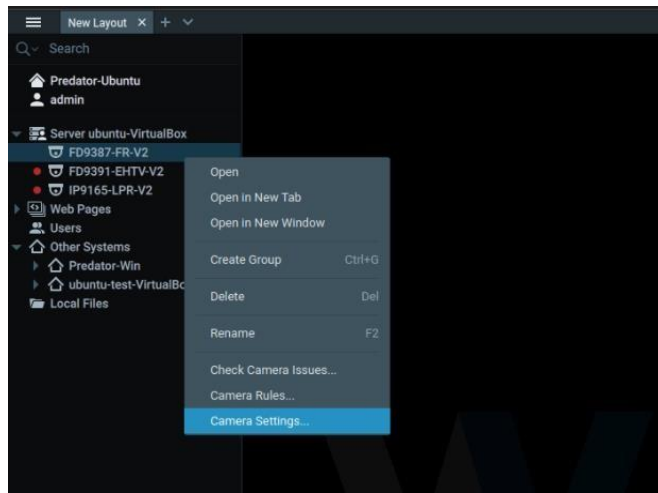 New Layout
Search
Predator-Ubuntu
admin
Server ubuntu-VirtualBox
FD9387-FR-V2
FD9391-EHTV-V2
IP9165-LPR-V2
Web Pages
Users
Other Systems
Predator-Win
ubuntu-test-VirtualBo
Local Files
Open
Open in New Tab
Open in New Window
Create Group Ctrl+G
Delete Del
Rename F2
Check Camera Issues...
Camera Rules...
Camera Settings...